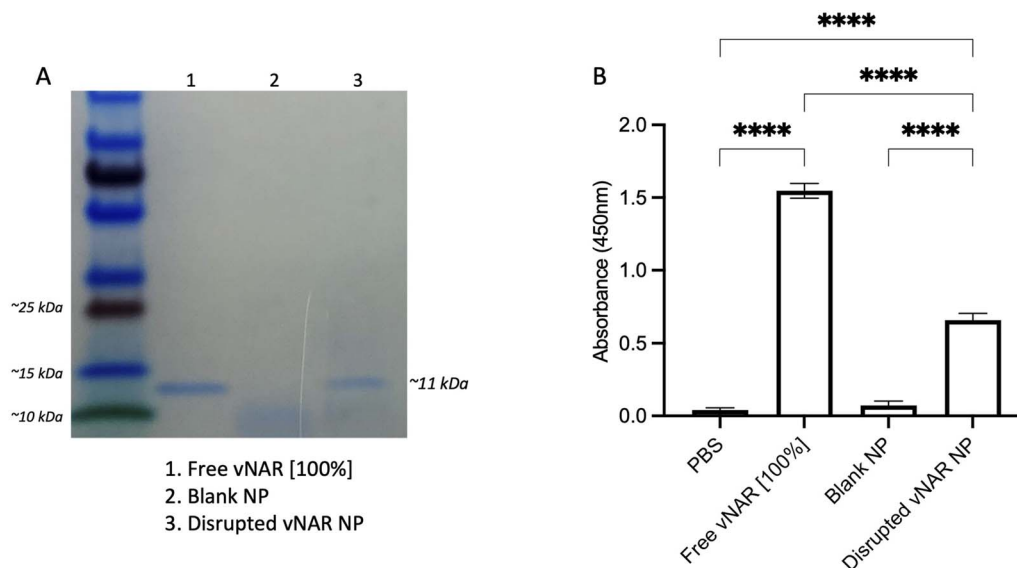 A
1 2 3
~25 kDa
~15 kDa
~10 kDa
~11 kDa
1. Free vNAR [100%]
2. Blank NP
3. Disrupted vNAR NP
B
****
****
**** ****
Absorbance (450nm)
2.0
1.5
1.0
0.5
0.0
PBS
Free vNAR [100%]
Blank NP
Disrupted vNAR NP